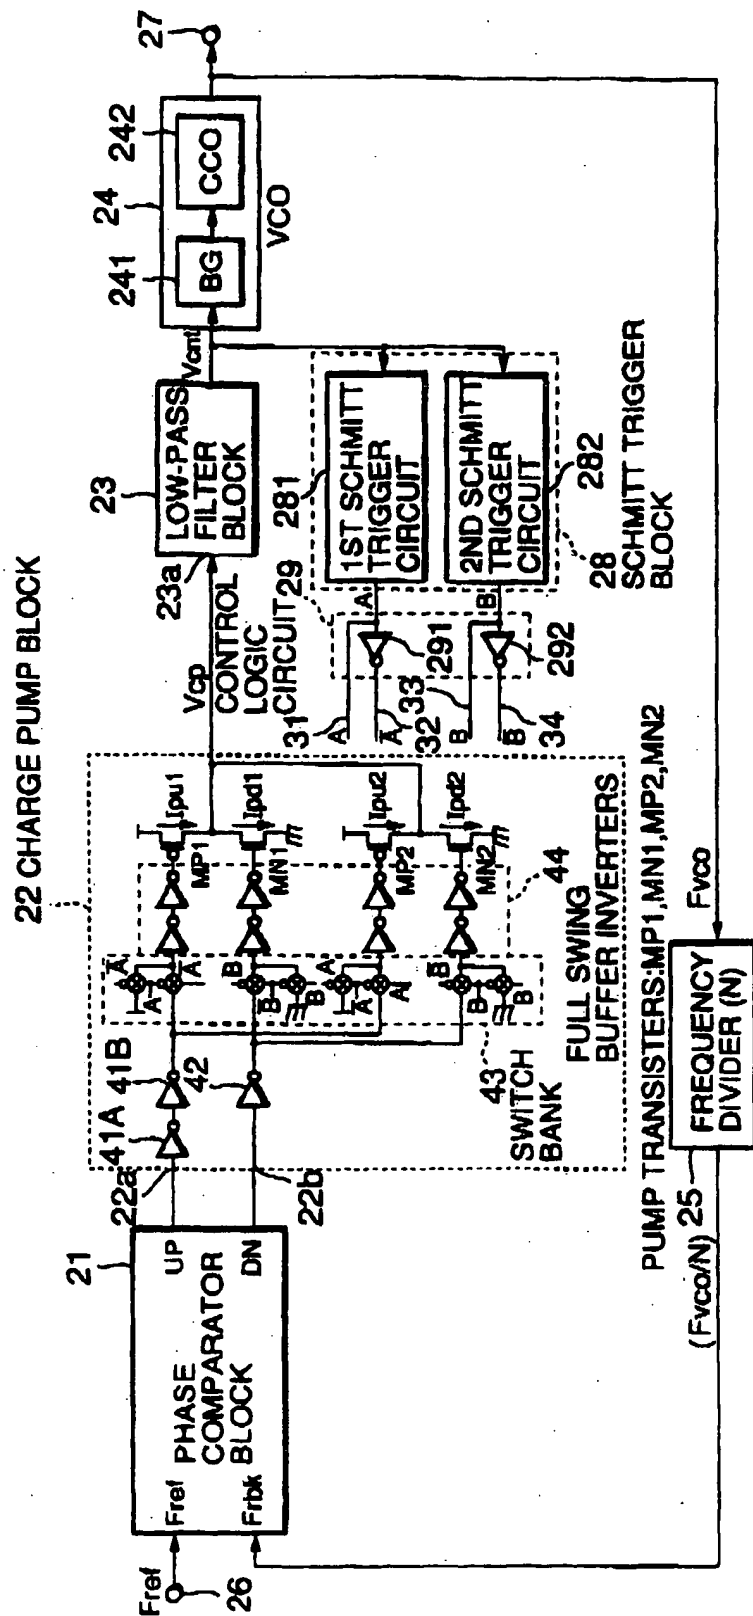 22 CHARGE PUMP BLOCK
Fref
26
21
Fref
Frbk
PHASE
COMPARATOR
BLOCK
UP
DN
22a
22b
41A
41B
42
A̅
A
A̅
A
B
B̅
B
A
A̅
A
B̅
B
B
43
SWITCH
BANK
MP1
MN1
MP2
MN2
44
FULL SWING
BUFFER INVERTERS
Ipu1
Ipd1
Ipu2
Ipd2
Vcp
23a
23
LOW-PASS
FILTER
BLOCK
Vcnt
241
24
242
BG
CCO
VCO
27
CONTROL
LOGIC
CIRCUIT 29
31
A
A̅
32
33
B
B̅
34
A
291
B
292
281
1ST SCHMITT
TRIGGER
CIRCUIT
2ND SCHMITT
TRIGGER
CIRCUIT
282
28
SCHMITT TRIGGER
BLOCK
PUMP TRANSISTERS:MP1,MN1,MP2,MN2
(Fvco/N)
25
FREQUENCY
DIVIDER (N)
Fvco